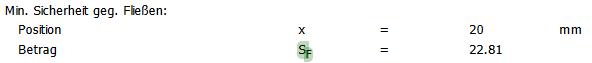 Min. Sicherheit geg. Fließen:
Position x = 20 mm
Betrag SF = 22.81